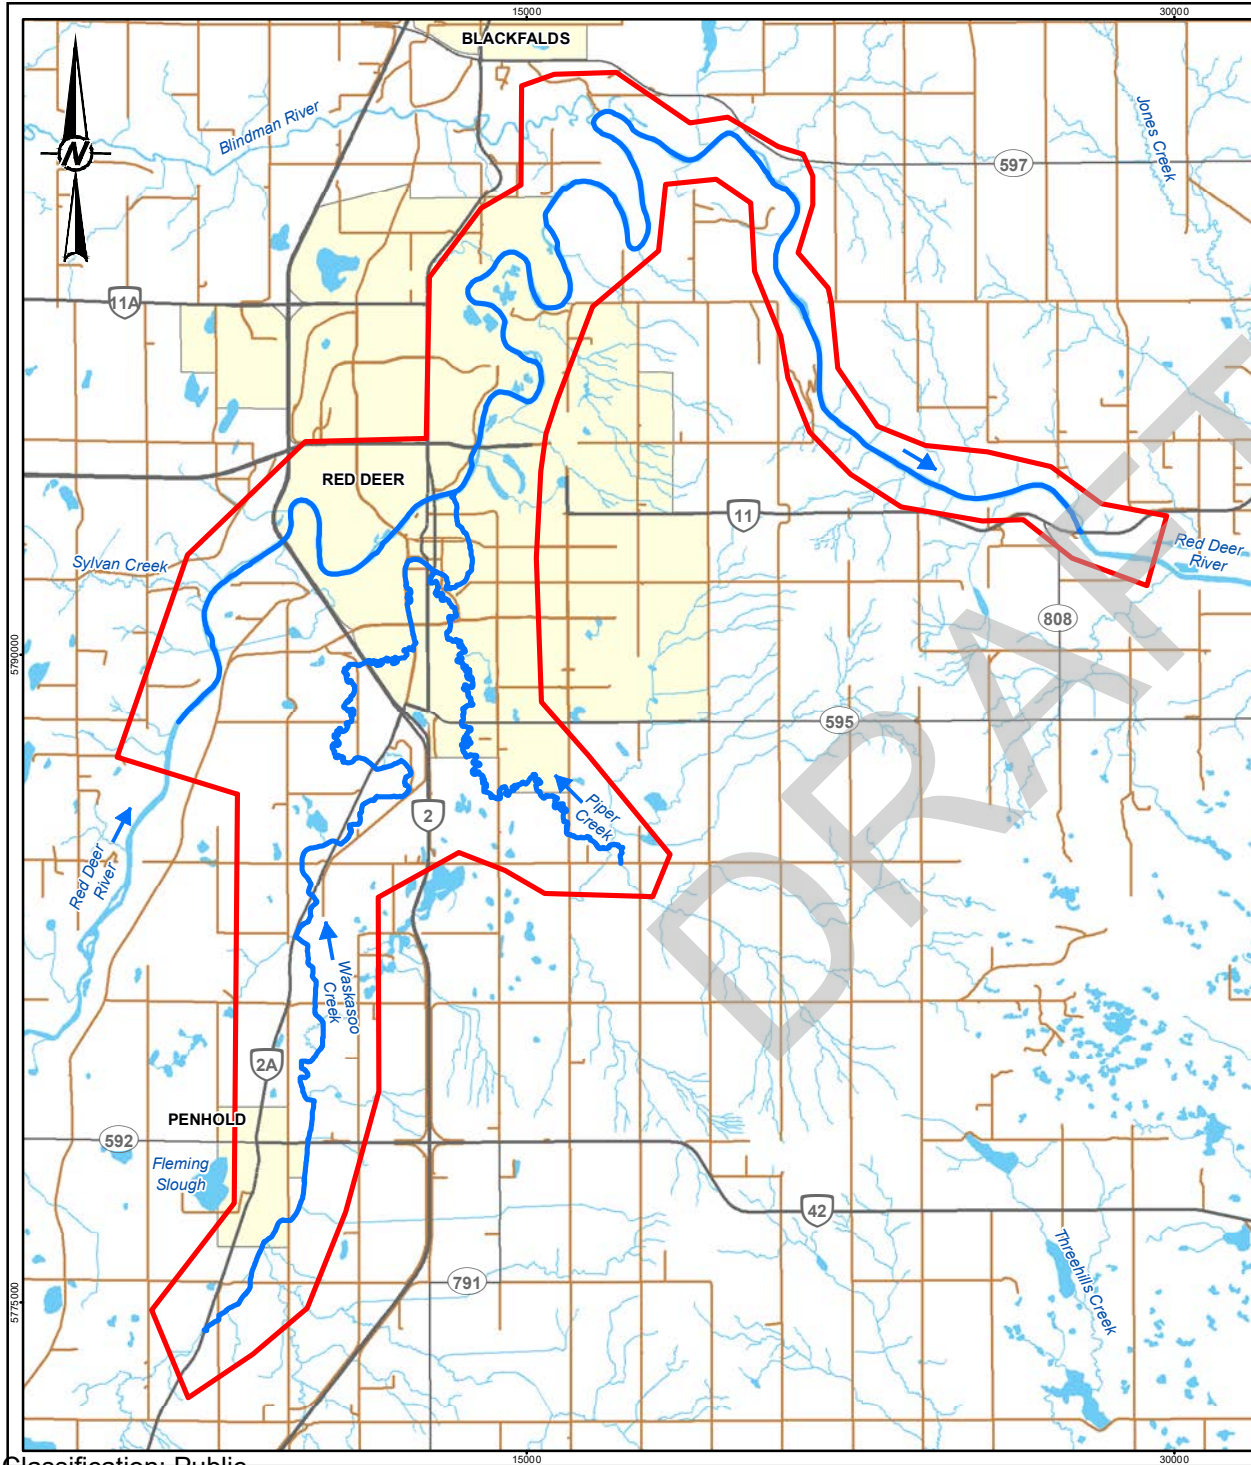 15000
30000
BLACKFALDS
Blindman River
Jones Creek
N
597
11A
RED DEER
11
Sylvan Creek
Red Deer
River
808
5790000
595
2
Piper
Creek
Red Deer
River
Waskasoo
Creek
2A
PENHOLD
592
Fleming
Slough
42
Threehills Creek
791
5775000
DRAFT
Classification: Public
15000
30000